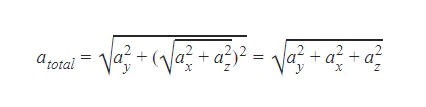 a_total = √(a_y² + (√(a_x² + a_z²))²) = √(a_y² + a_x² + a_z²)